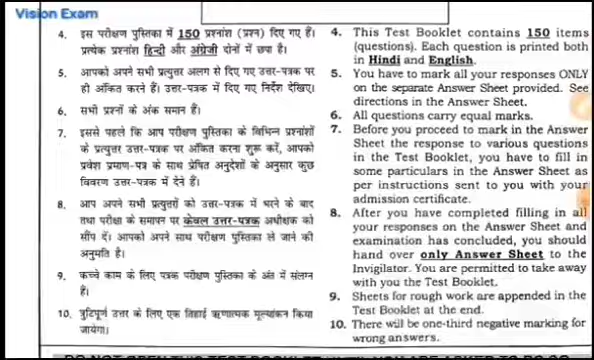 Vision Exam
4. इस परीक्षण पुस्तिका में 150 प्रश्नांश (प्रश्न) दिए गए हैं।
प्रत्येक प्रश्नांश हिन्दी और अंग्रेजी दोनों में छपा है।
5. आपको अपने सभी प्रत्युत्तर अलग से दिए गए उत्तर-पत्रक पर
ही अंकित करने हैं। उत्तर-पत्रक में दिए गए निर्देश देखिए।
6. सभी प्रश्नों के अंक समान हैं।
7. इससे पहले कि आप परीक्षण पुस्तिका के विभिन्न प्रश्नांशों
के प्रत्युत्तर उत्तर-पत्रक पर अंकित करना शुरू करें, आपको
प्रवेश प्रमाण-पत्र के साथ प्रेषित अनुदेशों के अनुसार कुछ
विवरण उत्तर-पत्रक में देने हैं।
8. आप अपने सभी प्रत्युत्तरों को उत्तर-पत्रक में भरने के बाद
तथा परीक्षा के समापन पर केवल उत्तर-पत्रक अधीक्षक को
सौंप दें। आपको अपने साथ परीक्षण पुस्तिका ले जाने की
अनुमति है।
9. कच्चे काम के लिए पत्रक परीक्षण पुस्तिका के अंत में संलग्न
हैं।
10. त्रुटिपूर्ण उत्तर के लिए एक तिहाई ऋणात्मक मूल्यांकन किया
जायेगा।
4. This Test Booklet contains 150 items
(questions). Each question is printed both
in Hindi and English.
5. You have to mark all your responses ONLY
on the separate Answer Sheet provided. See
directions in the Answer Sheet.
6. All questions carry equal marks.
7. Before you proceed to mark in the Answer
Sheet the response to various questions
in the Test Booklet, you have to fill in
some particulars in the Answer Sheet as
per instructions sent to you with your
admission certificate.
8. After you have completed filling in all
your responses on the Answer Sheet and
examination has concluded, you should
hand over only Answer Sheet to the
Invigilator. You are permitted to take away
with you the Test Booklet.
9. Sheets for rough work are appended in the
Test Booklet at the end.
10. There will be one-third negative marking for
wrong answers.